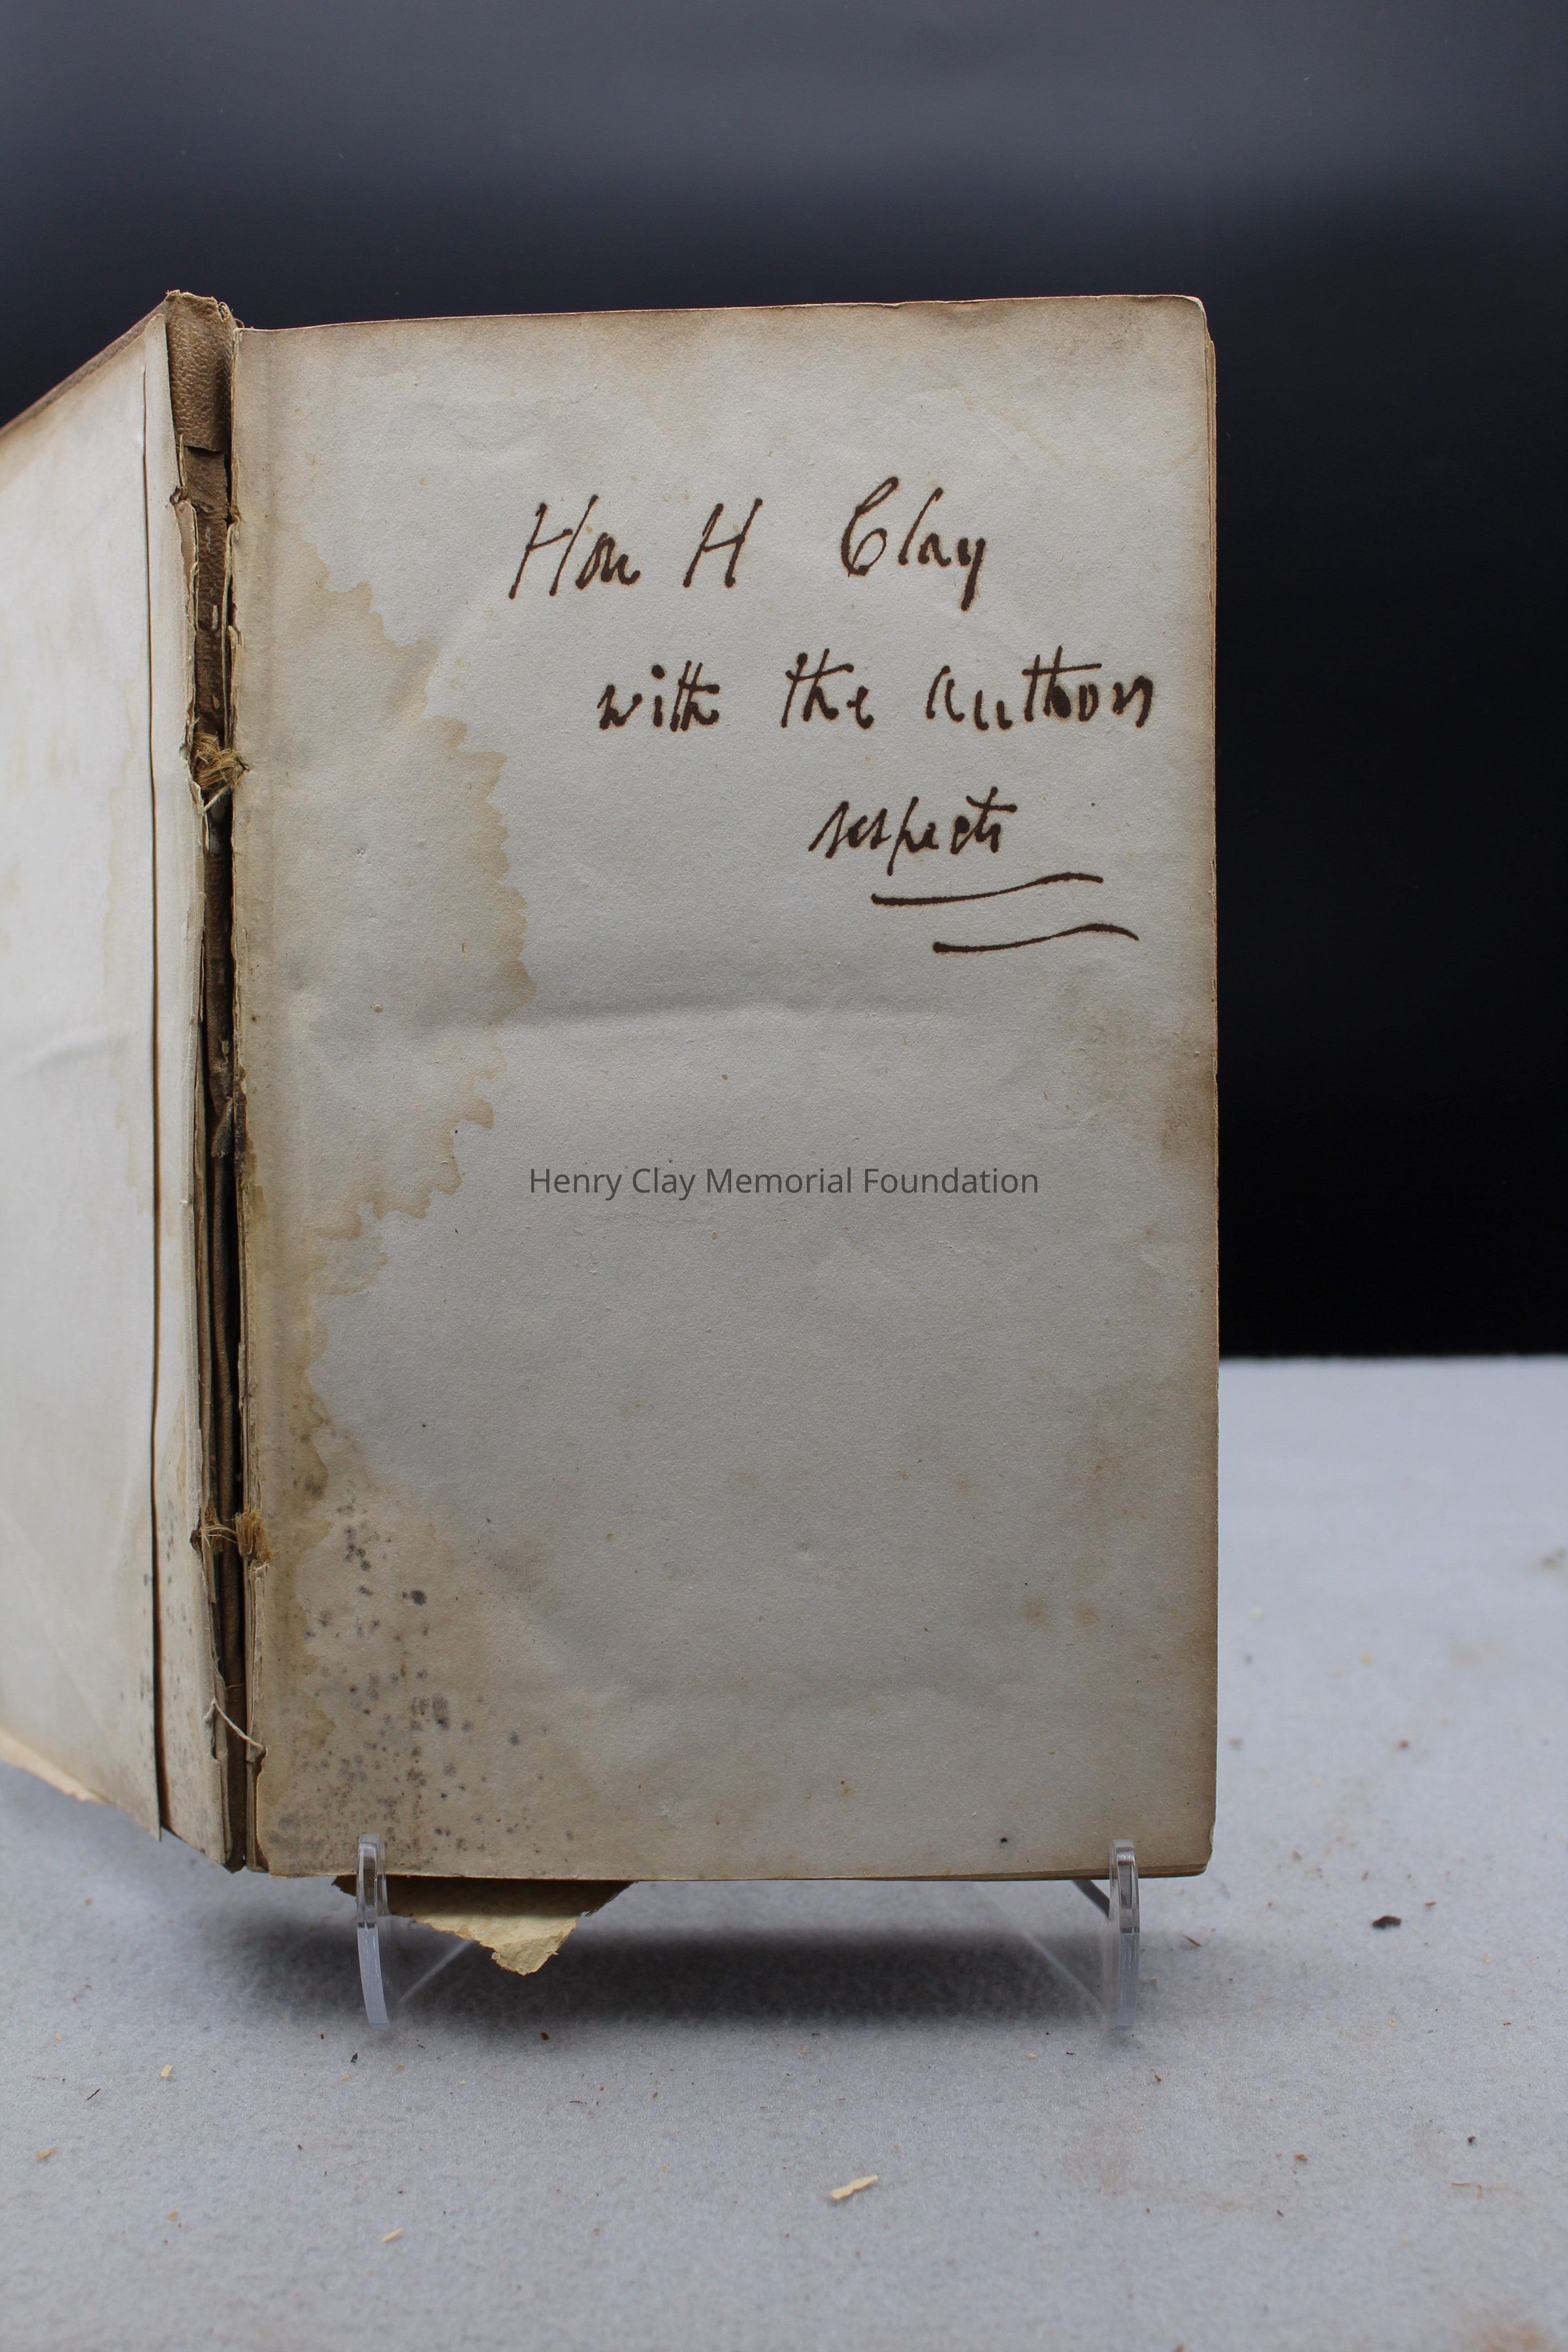 Hon H Clay
with the Authors
respects
Henry Clay Memorial Foundation